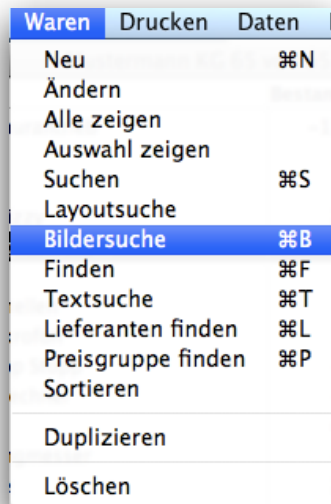 Waren Drucken Daten
Neu ⌘N
Ändern
Alle zeigen
Auswahl zeigen
Suchen ⌘S
Layoutsuche
Bildersuche ⌘B
Finden ⌘F
Textsuche ⌘T
Lieferanten finden ⌘L
Preisgruppe finden ⌘P
Sortieren
Duplizieren
Löschen